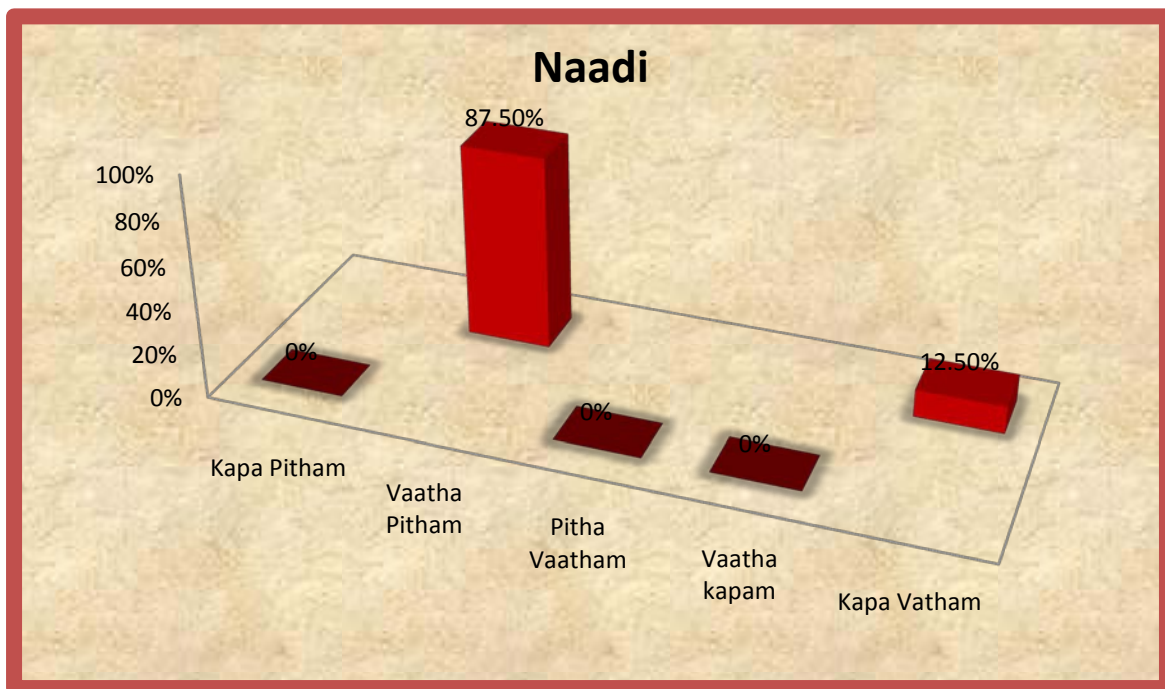 Naadi
87.50%
100%
80%
60%
40%
20%
0%
0%
0%
0%
12.50%
Kapa Pitham
Vaatha
Pitham
Pitha
Vaatham
Vaatha
kapam
Kapa Vatham